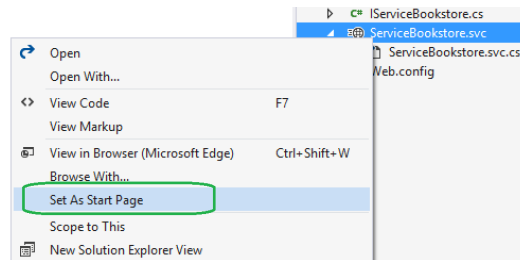 C# IServiceBookstore.cs
ServiceBookstore.svc
ServiceBookstore.svc.cs
Web.config
Open
Open With...
View Code F7
View Markup
View in Browser (Microsoft Edge) Ctrl+Shift+W
Browse With...
Set As Start Page
Scope to This
New Solution Explorer View